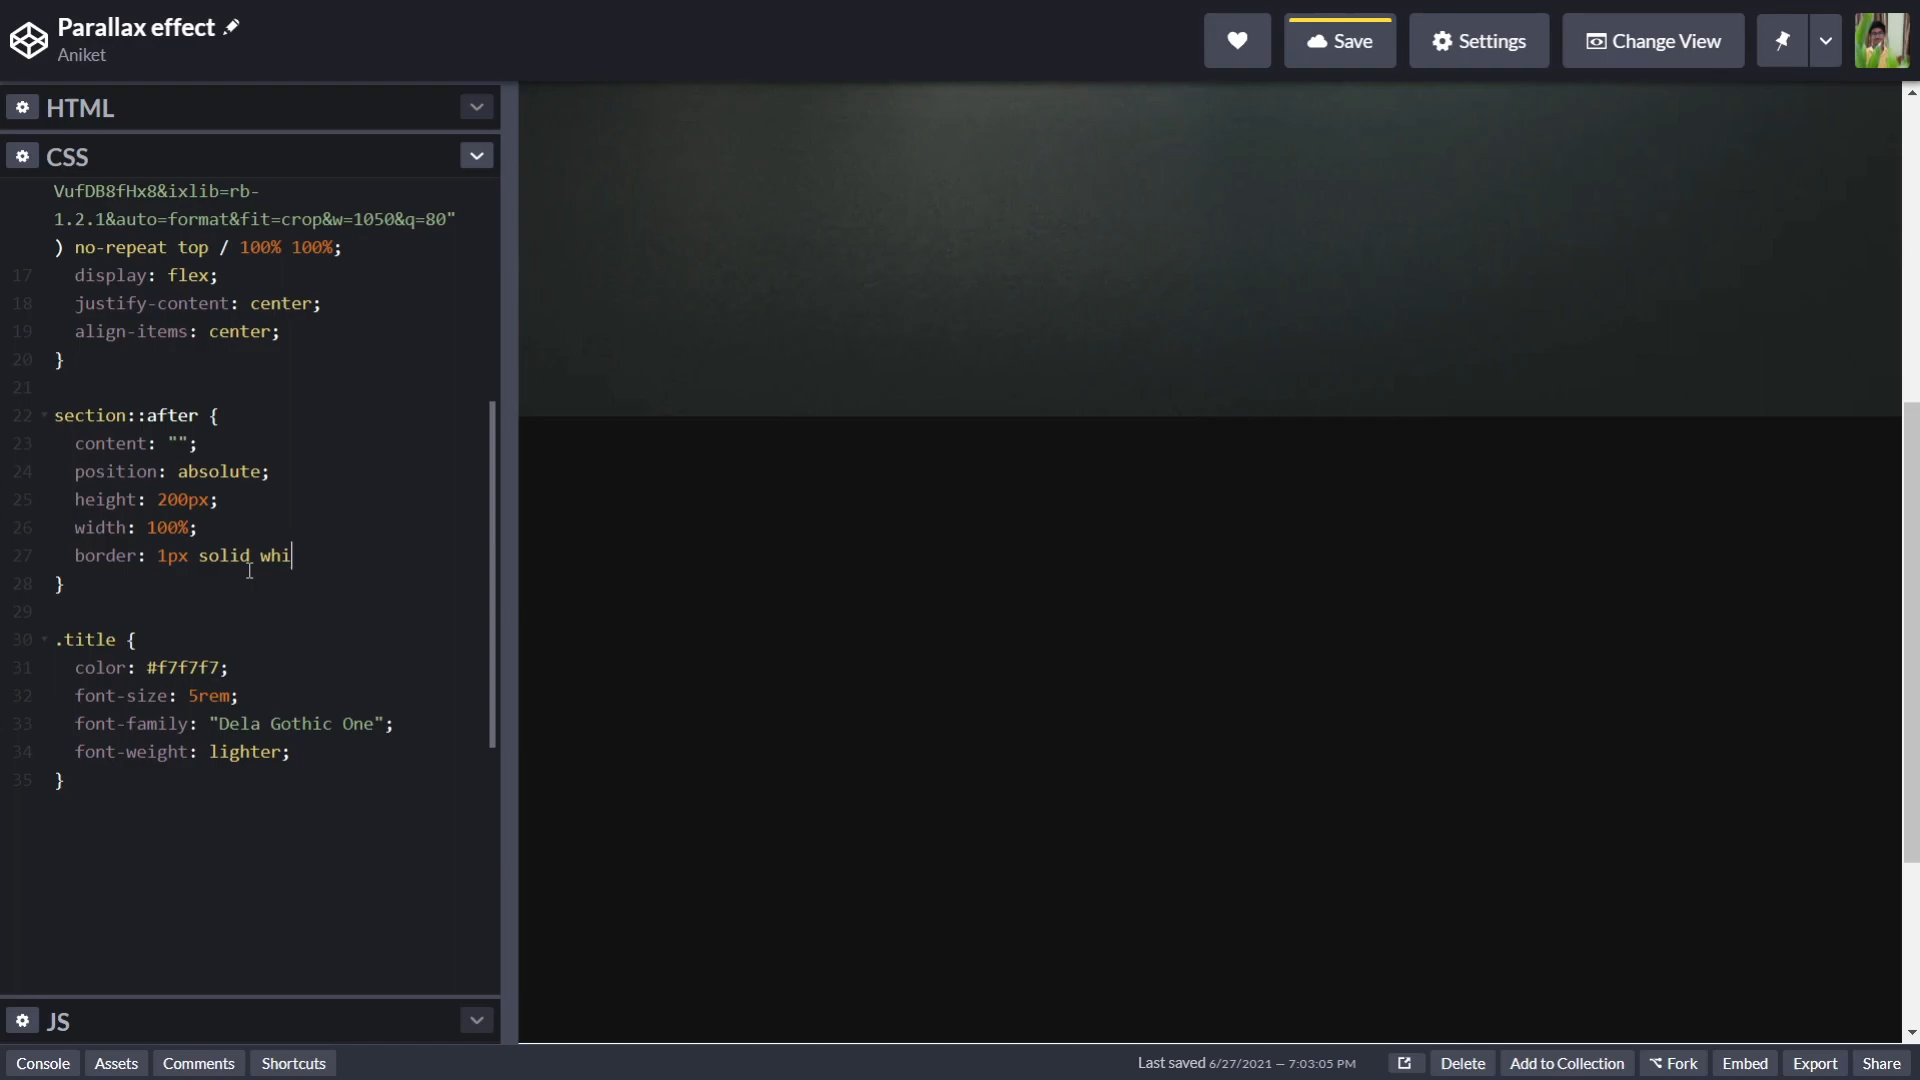 Parallax effect
Aniket
Save
Settings
Change View
HTML
CSS
VufDB8fHx8&ixlib=rb-
1.2.1&auto=format&fit=crop&w=1050&q=80"
) no-repeat top / 100% 100%;
17 display: flex;
18 justify-content: center;
19 align-items: center;
20 }
21
22 section::after {
23 content: "";
24 position: absolute;
25 height: 200px;
26 width: 100%;
27 border: 1px solid whi
28 }
29
30 .title {
31 color: #f7f7f7;
32 font-size: 5rem;
33 font-family: "Dela Gothic One";
34 font-weight: lighter;
35 }
JS
Console Assets Comments Shortcuts Last saved 6/27/2021 — 7:03:05 PM Delete Add to Collection Fork Embed Export Share